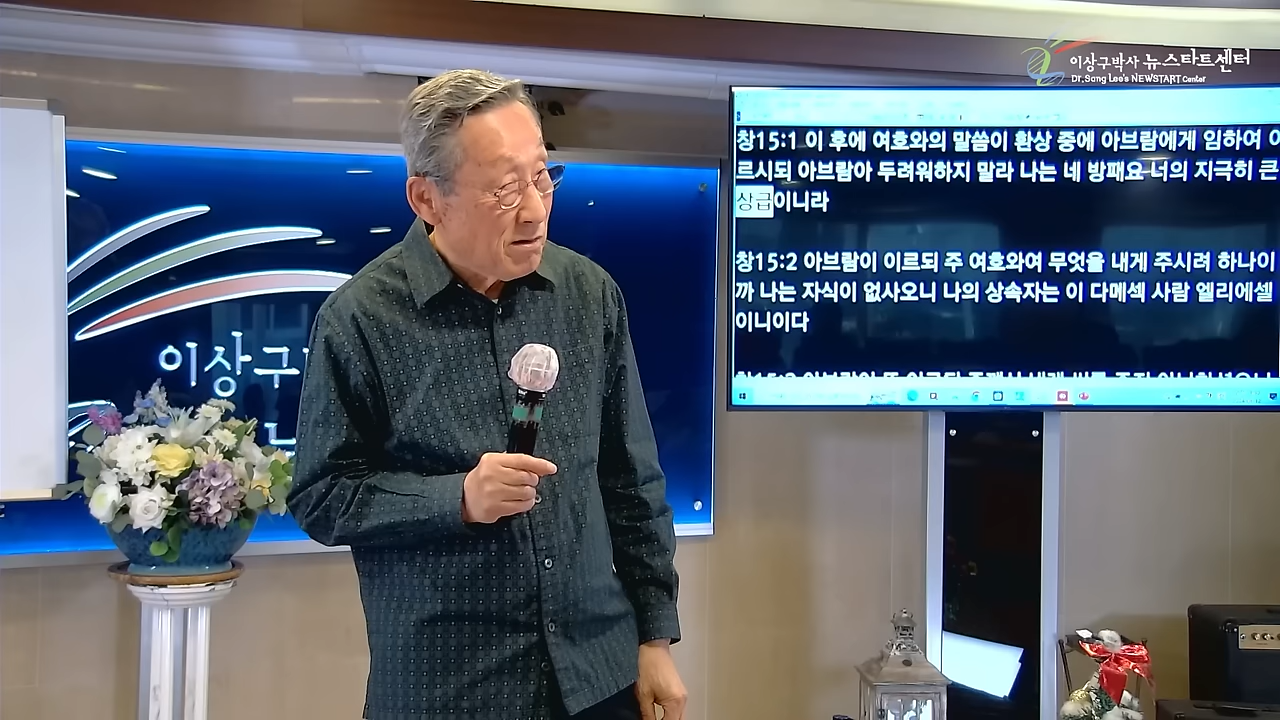 이상구박사 뉴스타트센터
Dr. Sang Lee's NEWSTART Center
창15:1 이 후에 여호와의 말씀이 환상 중에 아브람에게 임하여 이
르시되 아브람아 두려워하지 말라 나는 네 방패요 너의 지극히 큰
상급이니라
창15:2 아브람이 이르되 주 여호와여 무엇을 내게 주시려 하나이
까 나는 자식이 없사오니 나의 상속자는 이 다메섹 사람 엘리에셀
이니이다
이상구